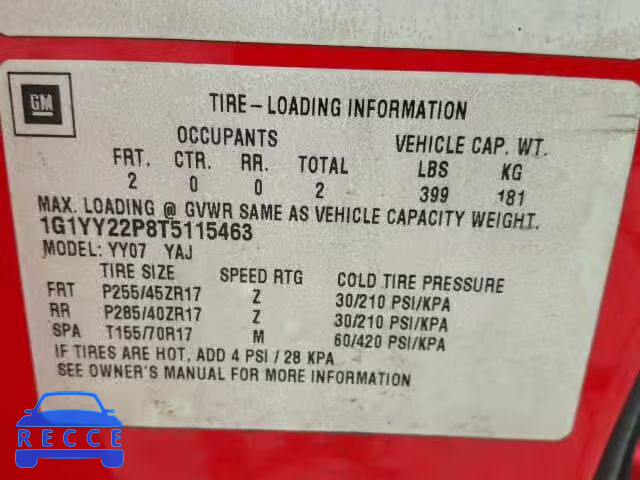 GM
TIRE-LOADING INFORMATION
OCCUPANTS VEHICLE CAP. WT.
FRT. CTR. RR. TOTAL LBS KG
2 0 0 2 399 181
MAX. LOADING @ GVWR SAME AS VEHICLE CAPACITY WEIGHT.
1G1YY22P8T5115463
MODEL: YY07 YAJ
TIRE SIZE SPEED RTG COLD TIRE PRESSURE
FRT P255/45ZR17 Z 30/210 PSI/KPA
RR P285/40ZR17 Z 30/210 PSI/KPA
SPA T155/70R17 M 60/420 PSI/KPA
IF TIRES ARE HOT, ADD 4 PSI / 28 KPA
SEE OWNER'S MANUAL FOR MORE INFORMATION
RECCE